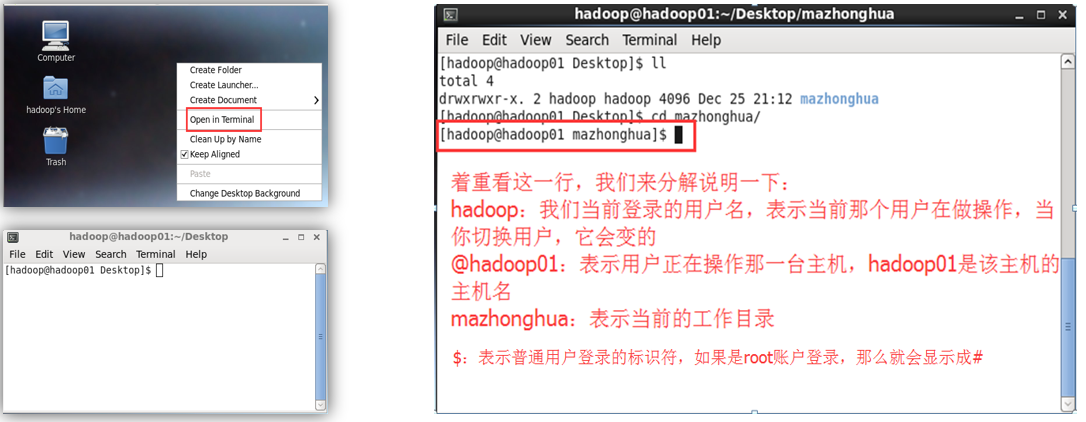 Computer
hadoop's Home
Trash
Create Folder
Create Launcher...
Create Document
Open in Terminal
Clean Up by Name
Keep Aligned
Paste
Change Desktop Background
hadoop@hadoop01:~/Desktop
File Edit View Search Terminal Help
[hadoop@hadoop01 Desktop]$
hadoop@hadoop01:~/Desktop/mazhonghua
File Edit View Search Terminal Help
[hadoop@hadoop01 Desktop]$ ll
total 4
drwxrwxr-x. 2 hadoop hadoop 4096 Dec 25 21:12 mazhonghua
[hadoop@hadoop01 Desktop]$ cd mazhonghua/
[hadoop@hadoop01 mazhonghua]$
着重看这一行，我们来分解说明一下：
hadoop：我们当前登录的用户名，表示当前那个用户在做操作，当
你切换用户，它会变的
@hadoop01：表示用户正在操作那一台主机，hadoop01是该主机的
主机名
mazhonghua：表示当前的工作目录
$：表示普通用户登录的标识符，如果是root账户登录，那么就会显示成#